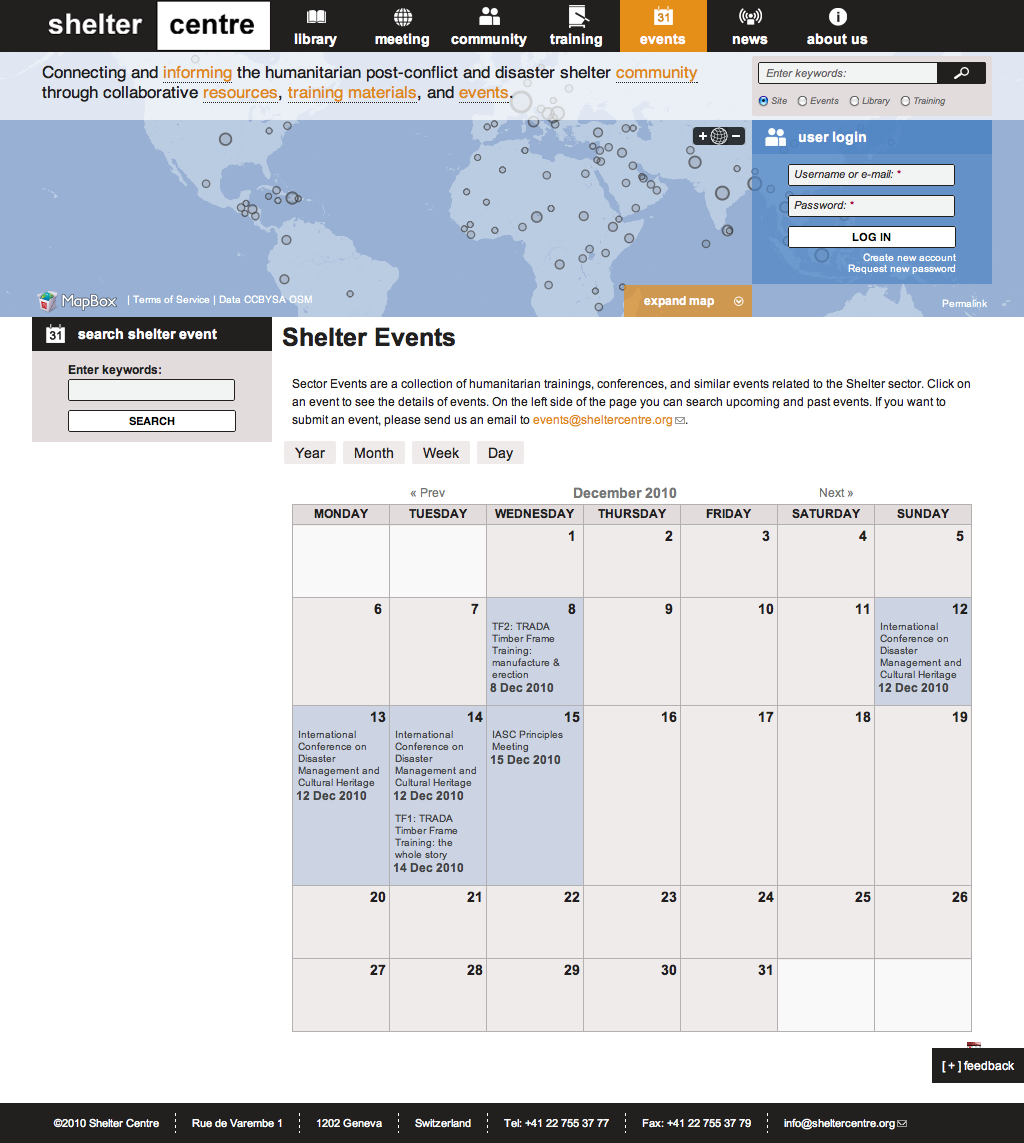 shelter centre
library meeting community training 31 events news about us
Connecting and informing the humanitarian post-conflict and disaster shelter community
through collaborative resources, training materials, and events.
Enter keywords:
Site Events Library Training
user login
Username or e-mail: *
Password: *
LOG IN
Create new account
Request new password
MapBox | Terms of Service | Data CCBYSA OSM
expand map
Permalink
31 search shelter event
Enter keywords:
SEARCH
Shelter Events
Sector Events are a collection of humanitarian trainings, conferences, and similar events related to the Shelter sector. Click on
an event to see the details of events. On the left side of the page you can search upcoming and past events. If you want to
submit an event, please send us an email to events@sheltercentre.org.
Year Month Week Day
« Prev December 2010 Next »
MONDAY TUESDAY WEDNESDAY THURSDAY FRIDAY SATURDAY SUNDAY
1 2 3 4 5
6 7 8 9 10 11 12
TF2: TRADA
Timber Frame
Training:
manufacture &
erection
8 Dec 2010
International
Conference on
Disaster
Management and
Cultural Heritage
12 Dec 2010
13 14 15 16 17 18 19
International
Conference on
Disaster
Management and
Cultural Heritage
12 Dec 2010
International
Conference on
Disaster
Management and
Cultural Heritage
12 Dec 2010
TF1: TRADA
Timber Frame
Training: the
whole story
14 Dec 2010
IASC Principles
Meeting
15 Dec 2010
20 21 22 23 24 25 26
27 28 29 30 31
[+] feedback
©2010 Shelter Centre Rue de Varembe 1 1202 Geneva Switzerland Tel: +41 22 755 37 77 Fax: +41 22 755 37 79 info@sheltercentre.org